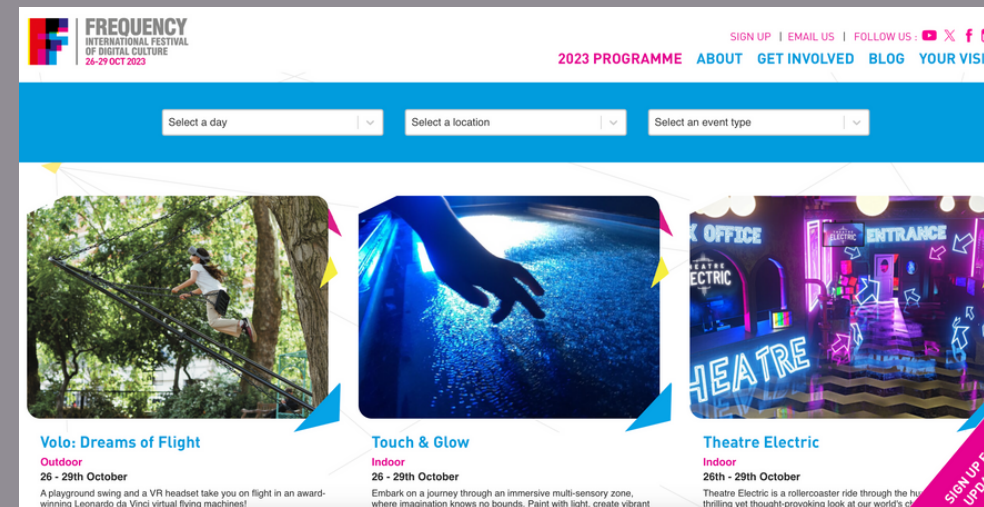 FREQUENCY
INTERNATIONAL FESTIVAL
OF DIGITAL CULTURE
26-29 OCT 2023
SIGN UP | EMAIL US | FOLLOW US :
2023 PROGRAMME ABOUT GET INVOLVED BLOG YOUR
Select a day
Select a location
Select an event type
OFFICE
THEATRE
ELECTRIC
ENTRANCE
Volo: Dreams of Flight
Outdoor
26 - 29th October
A playground swing and a VR headset take you on flight in an award-
winning Leonardo da Vinci virtual flying machines!
Touch & Glow
Indoor
26 - 29th October
Embark on a journey through an immersive multi-sensory zone,
where imagination knows no bounds. Paint with light, create vibrant
Theatre Electric
Indoor
26th - 29th October
Theatre Electric is a rollercoaster ride through the
thrilling yet thought-provoking look at our world's
SIGN UP